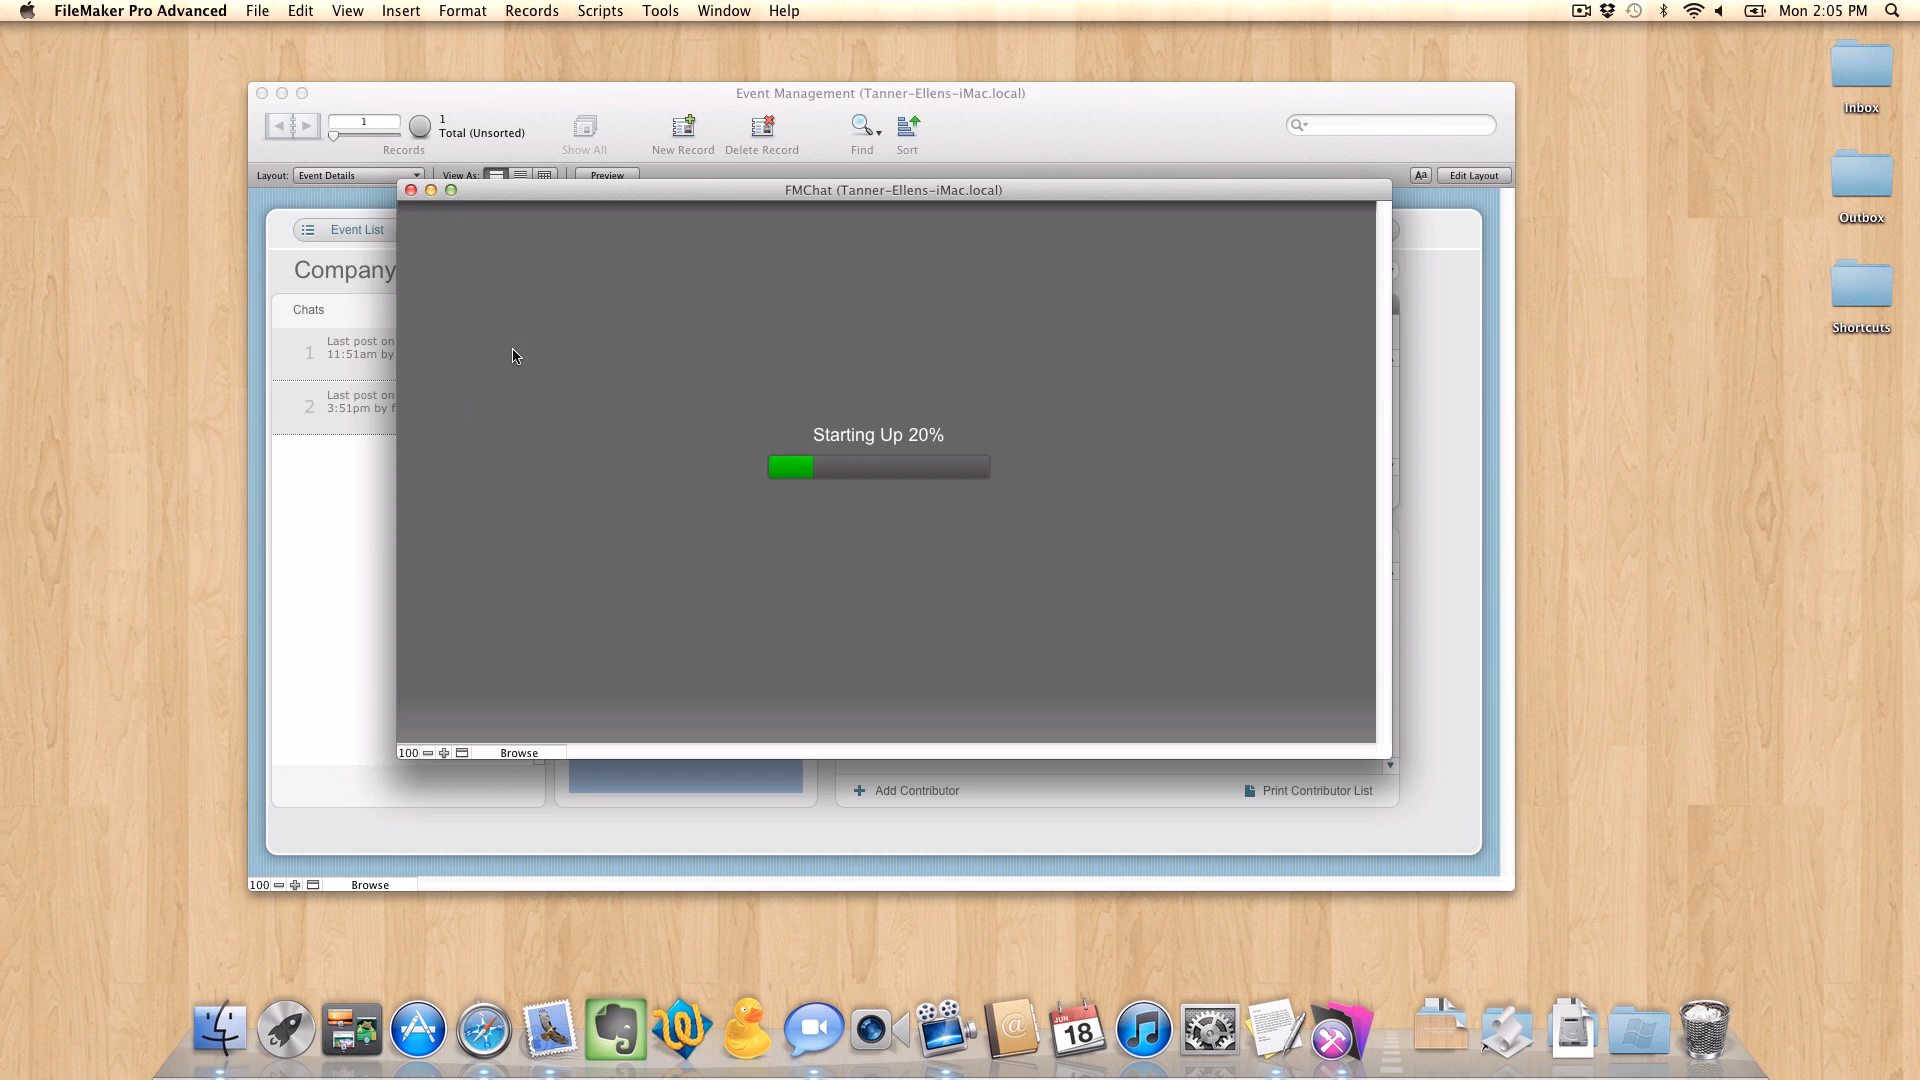 FileMaker Pro Advanced File Edit View Insert Format Records Scripts Tools Window Help Mon 2:05 PM
Inbox
Outbox
Shortcuts
Event Management (Tanner-Ellens-iMac.local)
1
1
Total (Unsorted)
Records
Show All
New Record
Delete Record
Find
Sort
Layout: Event Details View As: Preview Aa Edit Layout
FMChat (Tanner-Ellens-iMac.local)
Event List
Company
Chats
1
Last post on
11:51am by
2
Last post on
3:51pm by f
Starting Up 20%
100 Browse
Add Contributor Print Contributor List
100 Browse
JUN
18